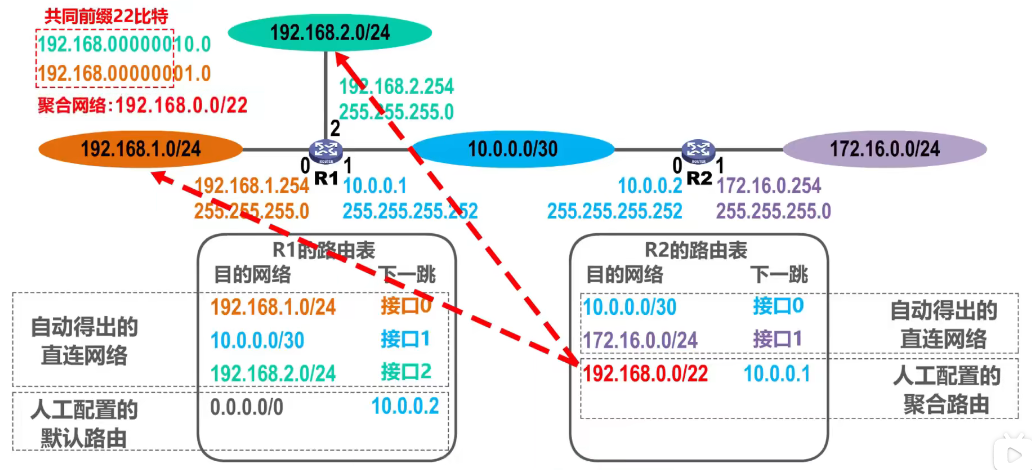 共同前缀22比特
192.168.00000010.0
192.168.00000001.0
聚合网络:192.168.0.0/22
192.168.2.0/24
192.168.2.254
255.255.255.0
2
192.168.1.0/24
10.0.0.0/30
172.16.0.0/24
0
R1
1
0
R2
1
192.168.1.254
255.255.255.0
10.0.0.1
255.255.255.252
10.0.0.2
255.255.255.252
172.16.0.254
255.255.255.0
R1的路由表
目的网络 下一跳
192.168.1.0/24 接口0
10.0.0.0/30 接口1
192.168.2.0/24 接口2
0.0.0.0/0 10.0.0.2
自动得出的
直连网络
人工配置的
默认路由
R2的路由表
目的网络 下一跳
10.0.0.0/30 接口0
172.16.0.0/24 接口1
192.168.0.0/22 10.0.0.1
自动得出的
直连网络
人工配置的
聚合路由